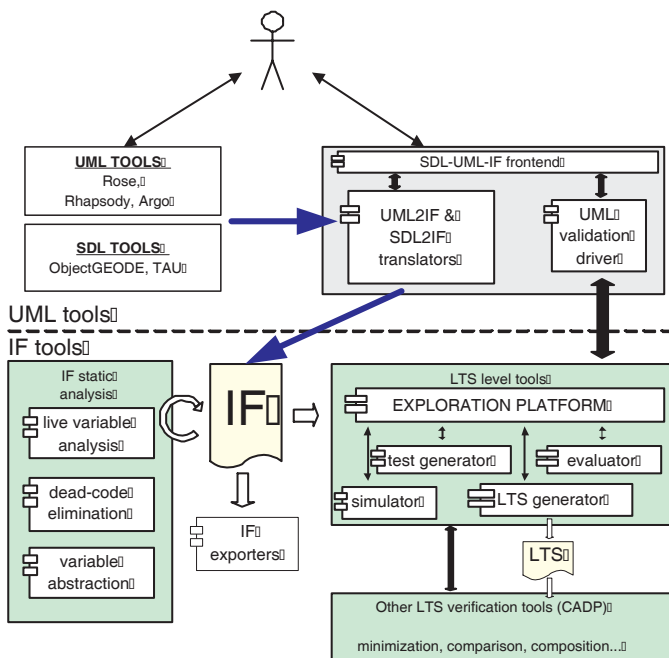 UML TOOLS
Rose,
Rhapsody, Argo
SDL TOOLS
ObjectGEODE, TAU
SDL-UML-IF frontend
UML2IF &
SDL2IF
translators
UML
validation
driver
UML tools
IF tools
IF static
analysis
live variable
analysis
dead-code
elimination
variable
abstraction
IF
IF
exporters
LTS level tools
EXPLORATION PLATFORM
test generator
evaluator
simulator
LTS generator
LTS
Other LTS verification tools (CADP)
minimization, comparison, composition...